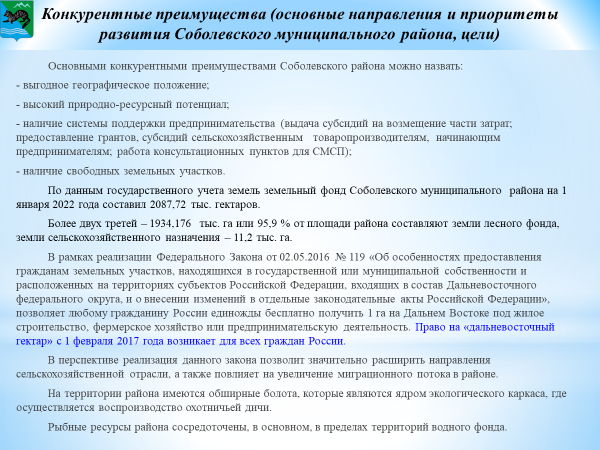 Конкурентные преимущества (основные направления и приоритеты
развития Соболевского муниципального района, цели)
Основными конкурентными преимуществами Соболевского района можно назвать:
- выгодное географическое положение;
- высокий природно-ресурсный потенциал;
- наличие системы поддержки предпринимательства (выдача субсидий на возмещение части затрат;
предоставление грантов, субсидий сельскохозяйственным товаропроизводителям, начинающим
предпринимателям; работа консультационных пунктов для СМСП);
- наличие свободных земельных участков.
По данным государственного учета земель земельный фонд Соболевского муниципального района на 1
января 2022 года составил 2087,72 тыс. гектаров.
Более двух третей – 1934,176 тыс. га или 95,9 % от площади района составляют земли лесного фонда,
земли сельскохозяйственного назначения – 11,2 тыс. га.
В рамках реализации Федерального Закона от 02.05.2016 № 119 «Об особенностях предоставления
гражданам земельных участков, находящихся в государственной или муниципальной собственности и
расположенных на территориях субъектов Российской Федерации, входящих в состав Дальневосточного
федерального округа, и о внесении изменений в отдельные законодательные акты Российской Федерации»,
позволяет любому гражданину России единожды бесплатно получить 1 га на Дальнем Востоке под жилое
строительство, фермерское хозяйство или предпринимательскую деятельность. Право на «дальневосточный
гектар» с 1 февраля 2017 года возникает для всех граждан России.
В перспективе реализация данного закона позволит значительно расширить направления
сельскохозяйственной отрасли, а также повлияет на увеличение миграционного потока в районе.
На территории района имеются обширные болота, которые являются ядром экологического каркаса, где
осуществляется воспроизводство охотничьей дичи.
Рыбные ресурсы района сосредоточены, в основном, в пределах территорий водного фонда.